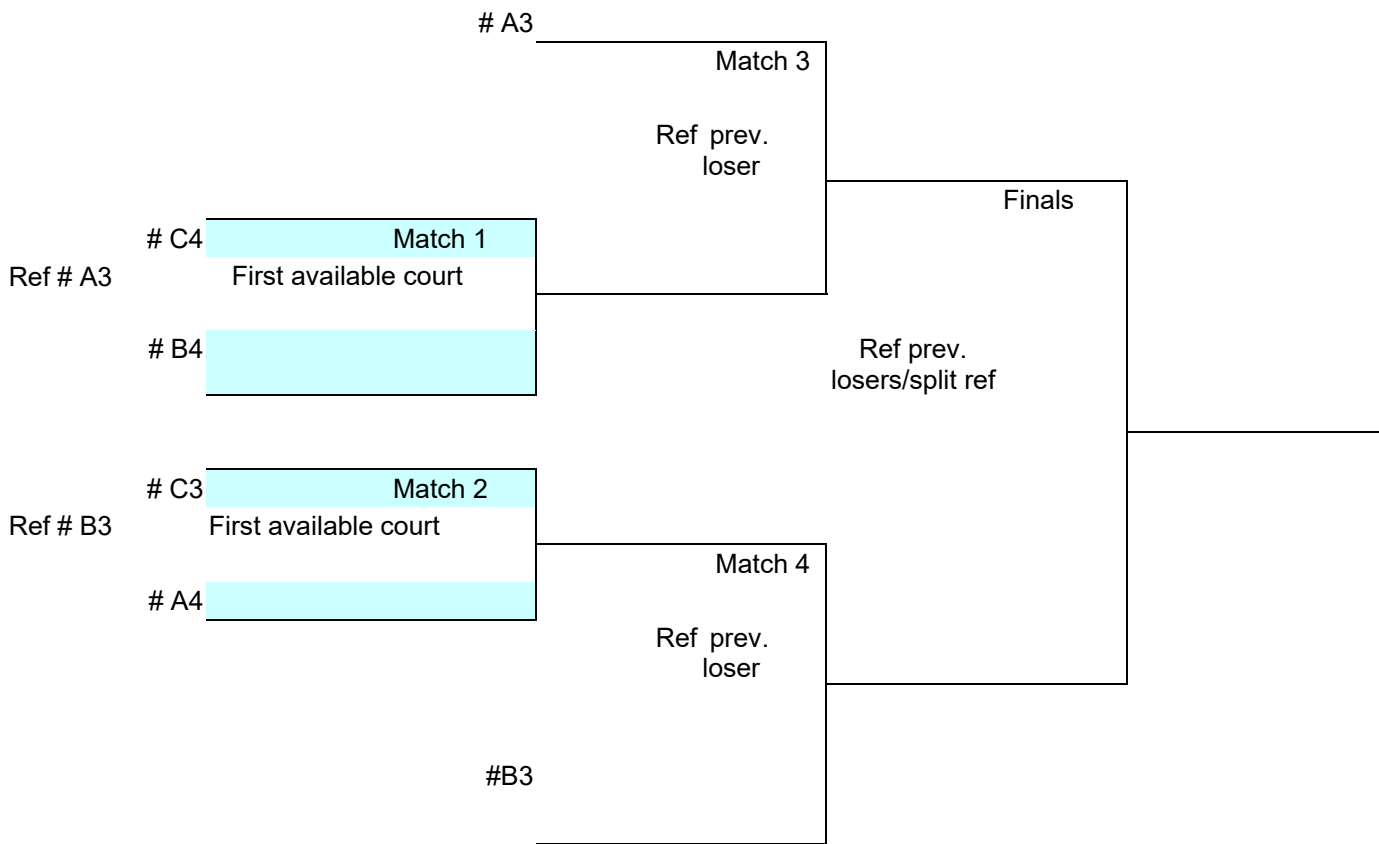 # A3
Match 3
Ref prev.
loser
Finals
# C4
Match 1
Ref # A3
First available court
# B4
Ref prev.
losers/split ref
# C3
Match 2
Ref # B3
First available court
Match 4
# A4
Ref prev.
loser
#B3